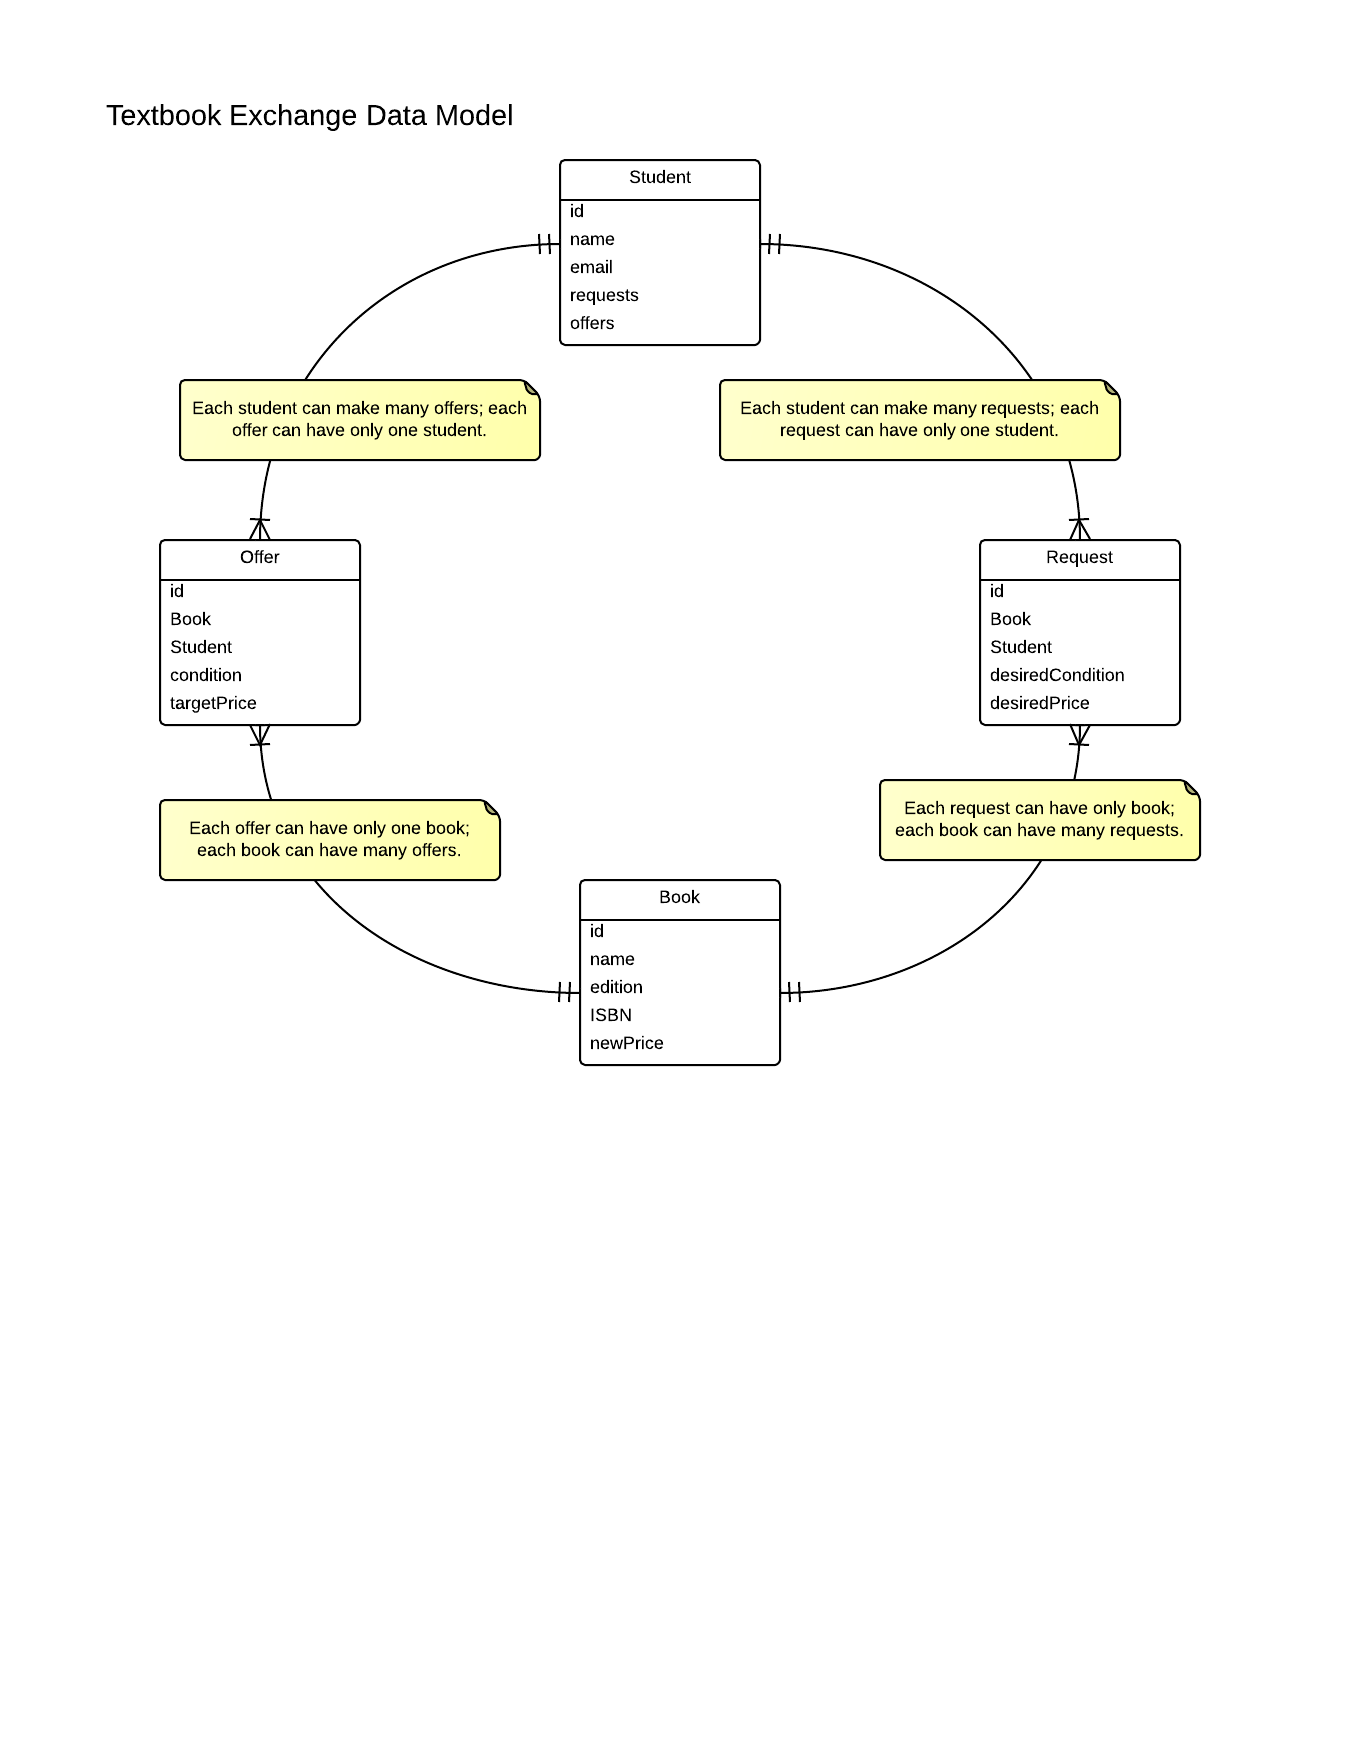 Textbook Exchange Data Model
Student
id
name
email
requests
offers
Each student can make many offers; each
offer can have only one student.
Each student can make many requests; each
request can have only one student.
Offer
id
Book
Student
condition
targetPrice
Request
id
Book
Student
desiredCondition
desiredPrice
Each offer can have only one book;
each book can have many offers.
Each request can have only book;
each book can have many requests.
Book
id
name
edition
ISBN
newPrice